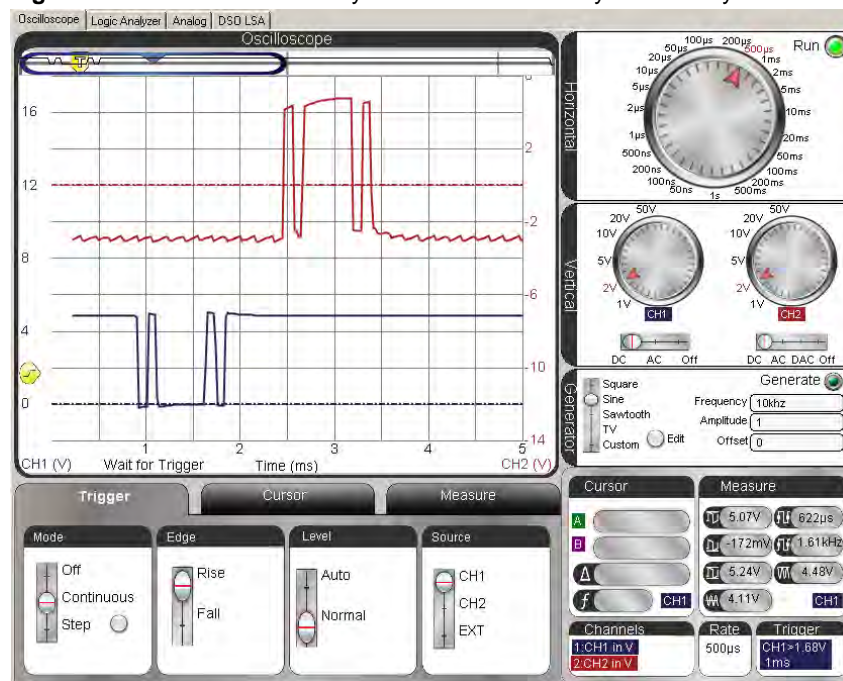 Oscilloscope Logic Analyzer Analog DSO LSA
Oscilloscope
T
16
12
8
4
0
2
-2
-6
-10
-14
1 2 3 4 5
CH1 (V) Wait for Trigger Time (ms) CH2 (V)
Horizontal
Run
50ns
100ns
200ns
500ns
1µs
2µs
5µs
10µs
20µs
50µs
100µs
200µs
500µs
1ms
2ms
5ms
10ms
20ms
50ms
100ms
200ms
500ms
1s
Vertical
1V
2V
5V
10V
20V
50V
CH1
DC AC Off
1V
2V
5V
10V
20V
50V
CH2
DC AC DAC Off
Generator
Square
Sine
Sawtooth
TV
Custom
Edit
Generate
Frequency 10khz
Amplitude 1
Offset 0
Trigger Cursor Measure
Mode
Off
Continuous
Step
Edge
Rise
Fall
Level
Auto
Normal
Source
CH1
CH2
EXT
Cursor
A
B
Δ
f
CH1
Measure
5.07V 622µs
-172mV 1.61kHz
5.24V 4.48V
4.11V CH1
Channels
1:CH1 in V
2:CH2 in V
Rate
500µs
Trigger
CH1>1.68V
1ms